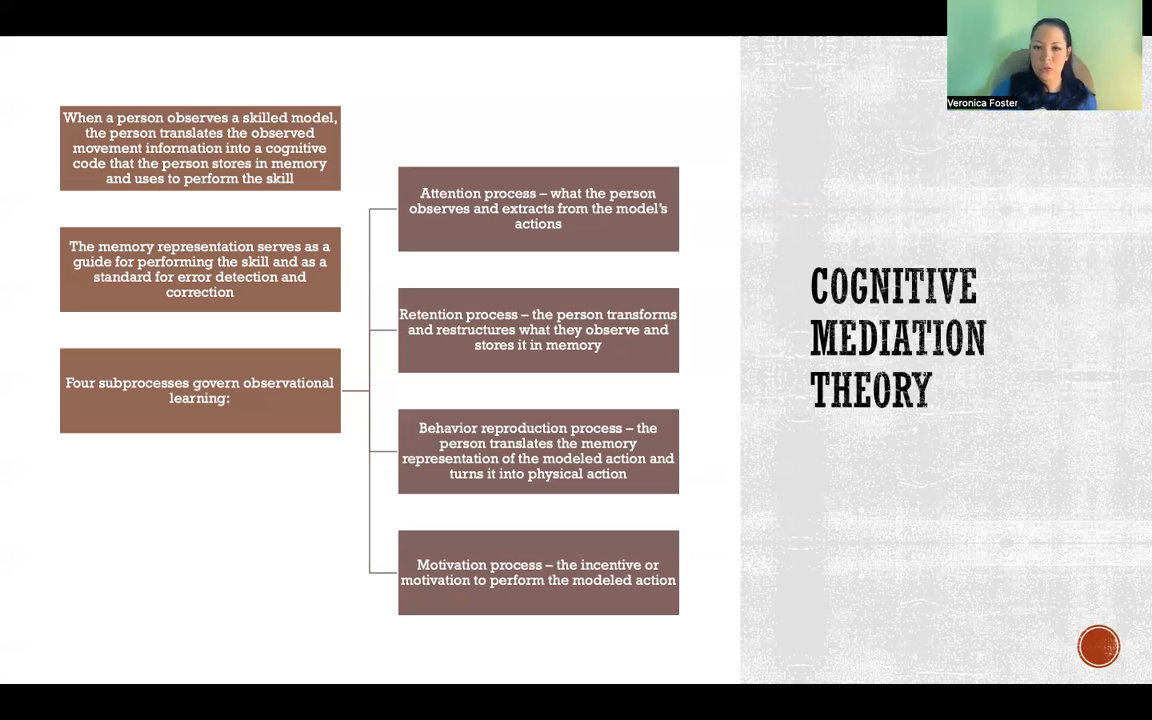 Veronica Foster
When a person observes a skilled model,
the person translates the observed
movement information into a cognitive
code that the person stores in memory
and uses to perform the skill
The memory representation serves as a
guide for performing the skill and as a
standard for error detection and
correction
Four subprocesses govern observational
learning:
Attention process – what the person
observes and extracts from the model's
actions
Retention process – the person transforms
and restructures what they observe and
stores it in memory
Behavior reproduction process – the
person translates the memory
representation of the modeled action and
turns it into physical action
Motivation process – the incentive or
motivation to perform the modeled action
COGNITIVE
MEDIATION
THEORY